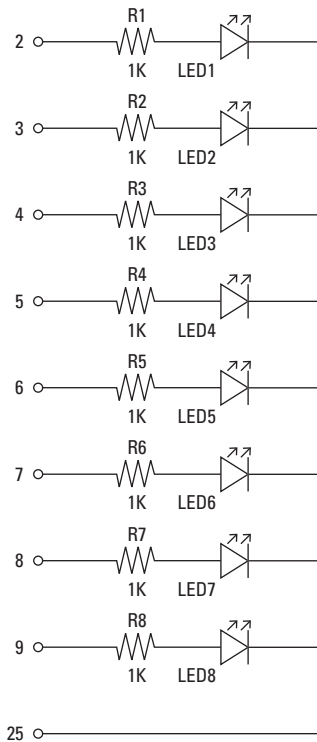 R1
2
1K LED1
R2
3
1K LED2
R3
4
1K LED3
R4
5
1K LED4
R5
6
1K LED5
R6
7
1K LED6
R7
8
1K LED7
R8
9
1K LED8
25